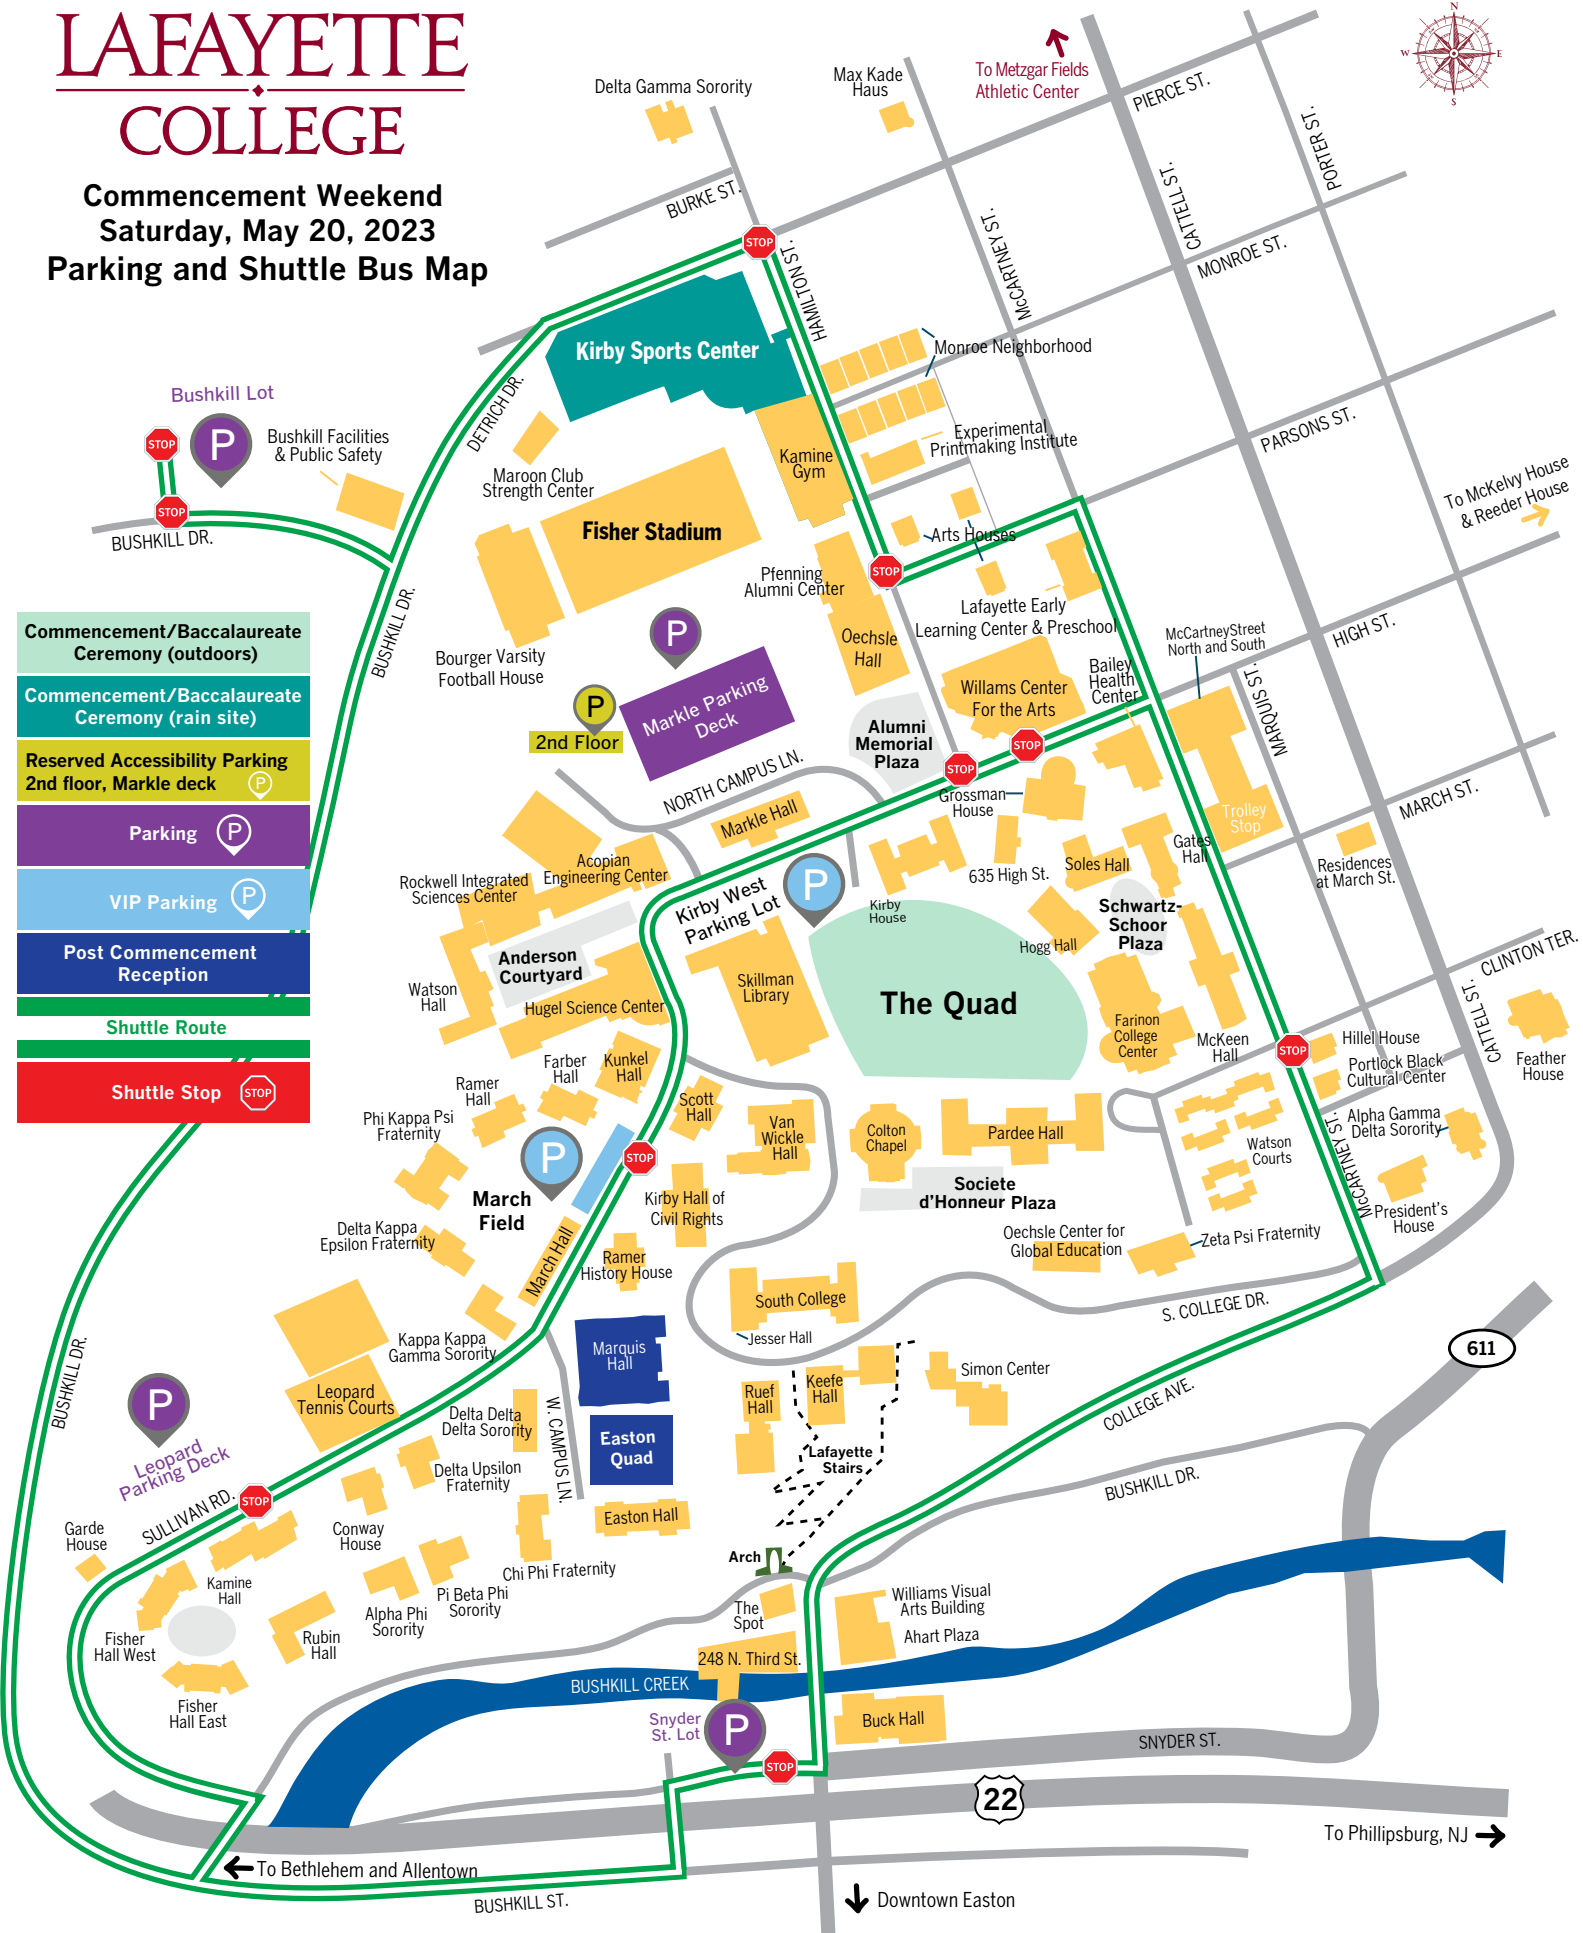 LAFAYETTE
COLLEGE
Commencement Weekend
Saturday, May 20, 2023
Parking and Shuttle Bus Map
Delta Gamma Sorority
Max Kade
Haus
To Metzgar Fields
Athletic Center
N
W
E
S
PIERCE ST.
PORTER ST.
BURKE ST.
CATTELL ST.
McCARTNEY ST.
MONROE ST.
STOP
HAMILTON ST.
Kirby Sports Center
Monroe Neighborhood
DETRICH DR.
Bushkill Lot
P
STOP
Bushkill Facilities
& Public Safety
STOP
BUSHKILL DR.
Maroon Club
Strength Center
Kamine
Gym
Experimental
Printmaking Institute
PARSONS ST.
To McKelvy House
& Reeder House
Fisher Stadium
Arts Houses
Pfenning
Alumni Center
STOP
Lafayette Early
Learning Center & Preschool
BUSHKILL DR.
Commencement/Baccalaureate
Ceremony (outdoors)
Commencement/Baccalaureate
Ceremony (rain site)
Reserved Accessibility Parking
2nd floor, Markle deck P
Parking P
VIP Parking P
Post Commencement
Reception
Shuttle Route
Shuttle Stop STOP
Bourger Varsity
Football House
P
P
2nd Floor
Markle Parking
Deck
Oechsle
Hall
Willams Center
For the Arts
Bailey
Health
Center
McCartneyStreet
North and South
HIGH ST.
MARQUIS ST.
Alumni
Memorial
Plaza
STOP
STOP
NORTH CAMPUS LN.
Markle Hall
Grossman
House
Trolley
Stop
MARCH ST.
Acopian
Engineering Center
Rockwell Integrated
Sciences Center
Kirby West
Parking Lot
P
Kirby
House
635 High St.
Soles Hall
Gates
Hall
Residences
at March St.
Schwartz-
Schoor
Plaza
Hogg Hall
Anderson
Courtyard
Watson
Hall
Hugel Science Center
Skillman
Library
The Quad
Farinon
College
Center
McKeen
Hall
CLINTON TER.
CATTELL ST.
Feather
House
STOP
Hillel House
Portlock Black
Cultural Center
Alpha Gamma
Delta Sorority
Farber
Hall
Kunkel
Hall
Ramer
Hall
Phi Kappa Psi
Fraternity
Scott
Hall
Van
Wickle
Hall
Colton
Chapel
Pardee Hall
Watson
Courts
McCARTNEY ST.
President's
House
P
STOP
March
Field
Kirby Hall of
Civil Rights
Societe
d'Honneur Plaza
Delta Kappa
Epsilon Fraternity
March Hall
Ramer
History House
Oechsle Center for
Global Education
Zeta Psi Fraternity
South College
Jesser Hall
S. COLLEGE DR.
Kappa Kappa
Gamma Sorority
Marquis
Hall
611
BUSHKILL DR.
P
Leopard
Parking Deck
Leopard
Tennis Courts
Delta Delta
Delta Sorority
W. CAMPUS LN.
Easton
Quad
Ruef
Hall
Keefe
Hall
Simon Center
Lafayette
Stairs
COLLEGE AVE.
BUSHKILL DR.
Delta Upsilon
Fraternity
STOP
SULLIVAN RD.
Garde
House
Conway
House
Easton Hall
Arch
Chi Phi Fraternity
Kamine
Hall
Pi Beta Phi
Sorority
Alpha Phi
Sorority
The
Spot
Williams Visual
Arts Building
Ahart Plaza
Fisher
Hall West
Rubin
Hall
248 N. Third St.
BUSHKILL CREEK
Fisher
Hall East
Snyder
St. Lot
P
STOP
Buck Hall
SNYDER ST.
22
To Phillipsburg, NJ
To Bethlehem and Allentown
BUSHKILL ST.
Downtown Easton